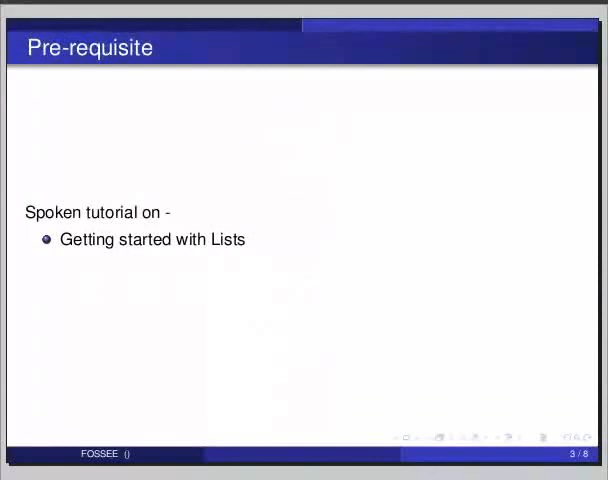 Pre-requisite
Spoken tutorial on -
Getting started with Lists
FOSSEE ()
3 / 8